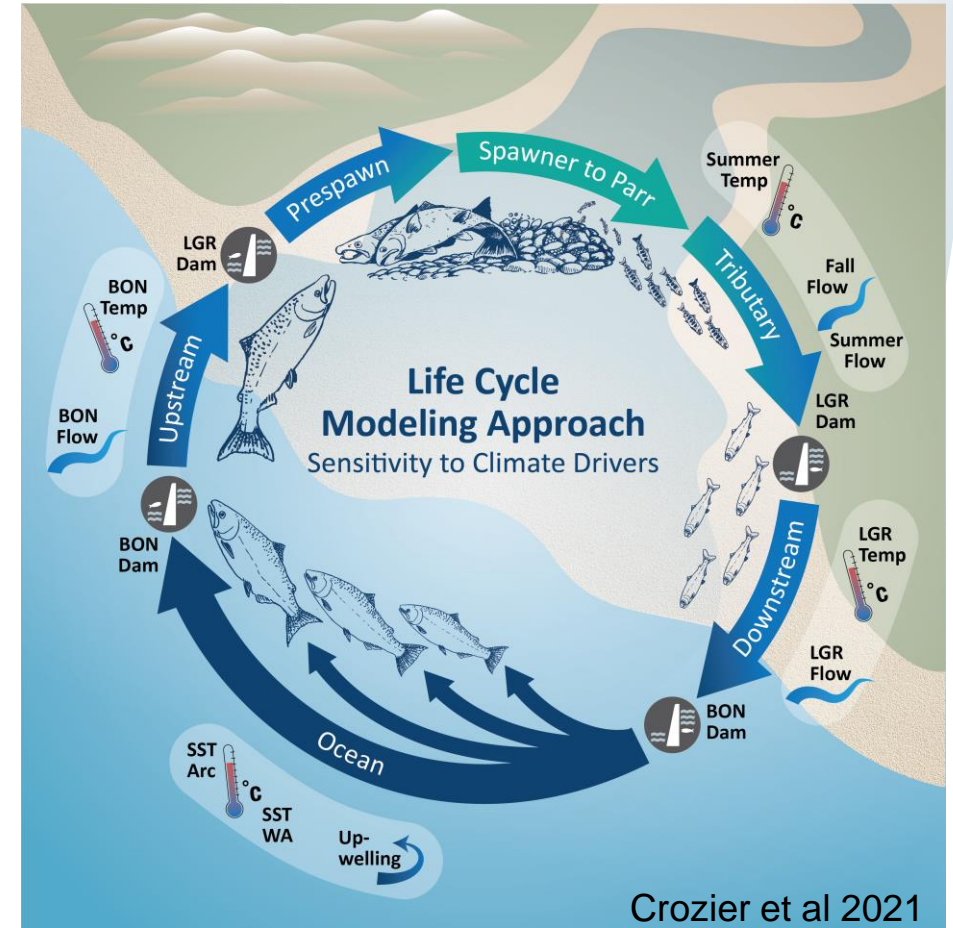 Life Cycle
Modeling Approach
Sensitivity to Climate Drivers
Prespawn
Spawner to Parr
Summer
Temp
°C
Fall
Flow
Summer
Flow
Tributary
LGR
Dam
LGR
Temp
°C
LGR
Flow
Downstream
BON
Dam
Ocean
SST
Arc
°C
SST
WA
Up-
welling
BON
Dam
BON
Flow
BON
Temp
°C
Upstream
LGR
Dam
Crozier et al 2021